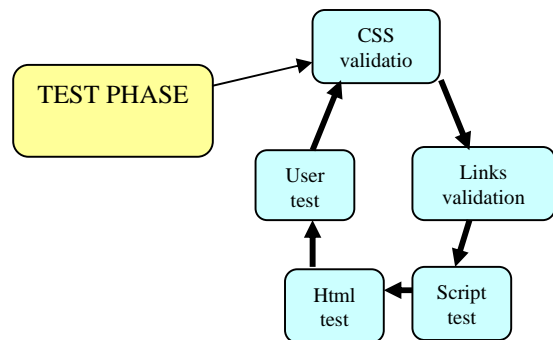 CSS
validatio
TEST PHASE
User
test
Links
validation
Html
test
Script
test